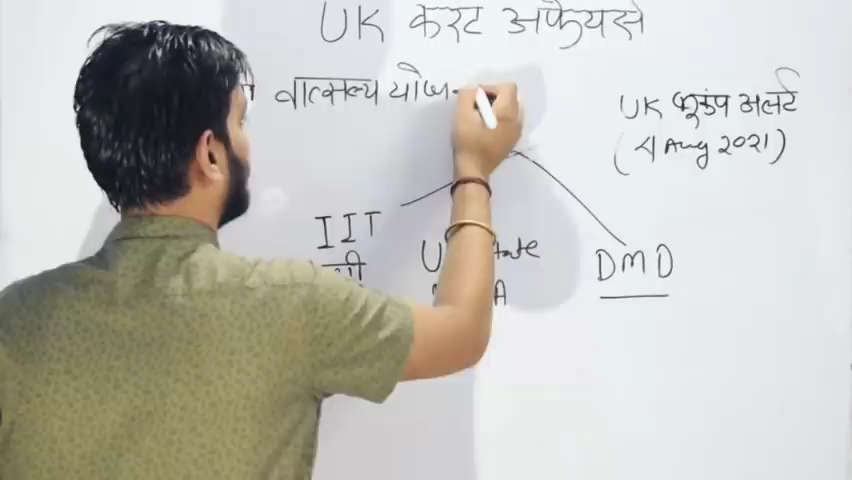 UK करंट अफेयर्स
वात्सल्य योज
UK भूकंप अलर्ट
(4 Aug 2021)
IIT
DMD